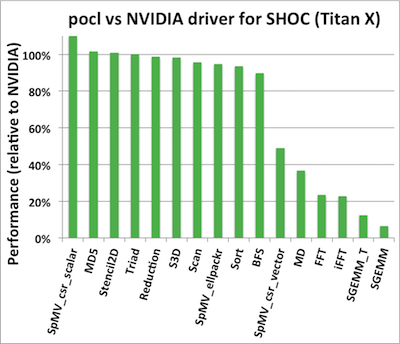 pocl vs NVIDIA driver for SHOC (Titan X)
Performance (relative to NVIDIA)
100%
80%
60%
40%
20%
0%
SpMV_csr_scalar
MD5
Stencil2D
Triad
Reduction
S3D
Scan
SpMV_ellpackr
Sort
BFS
SpMV_csr_vector
MD
FFT
iFFT
SGEMM_T
SGEMM